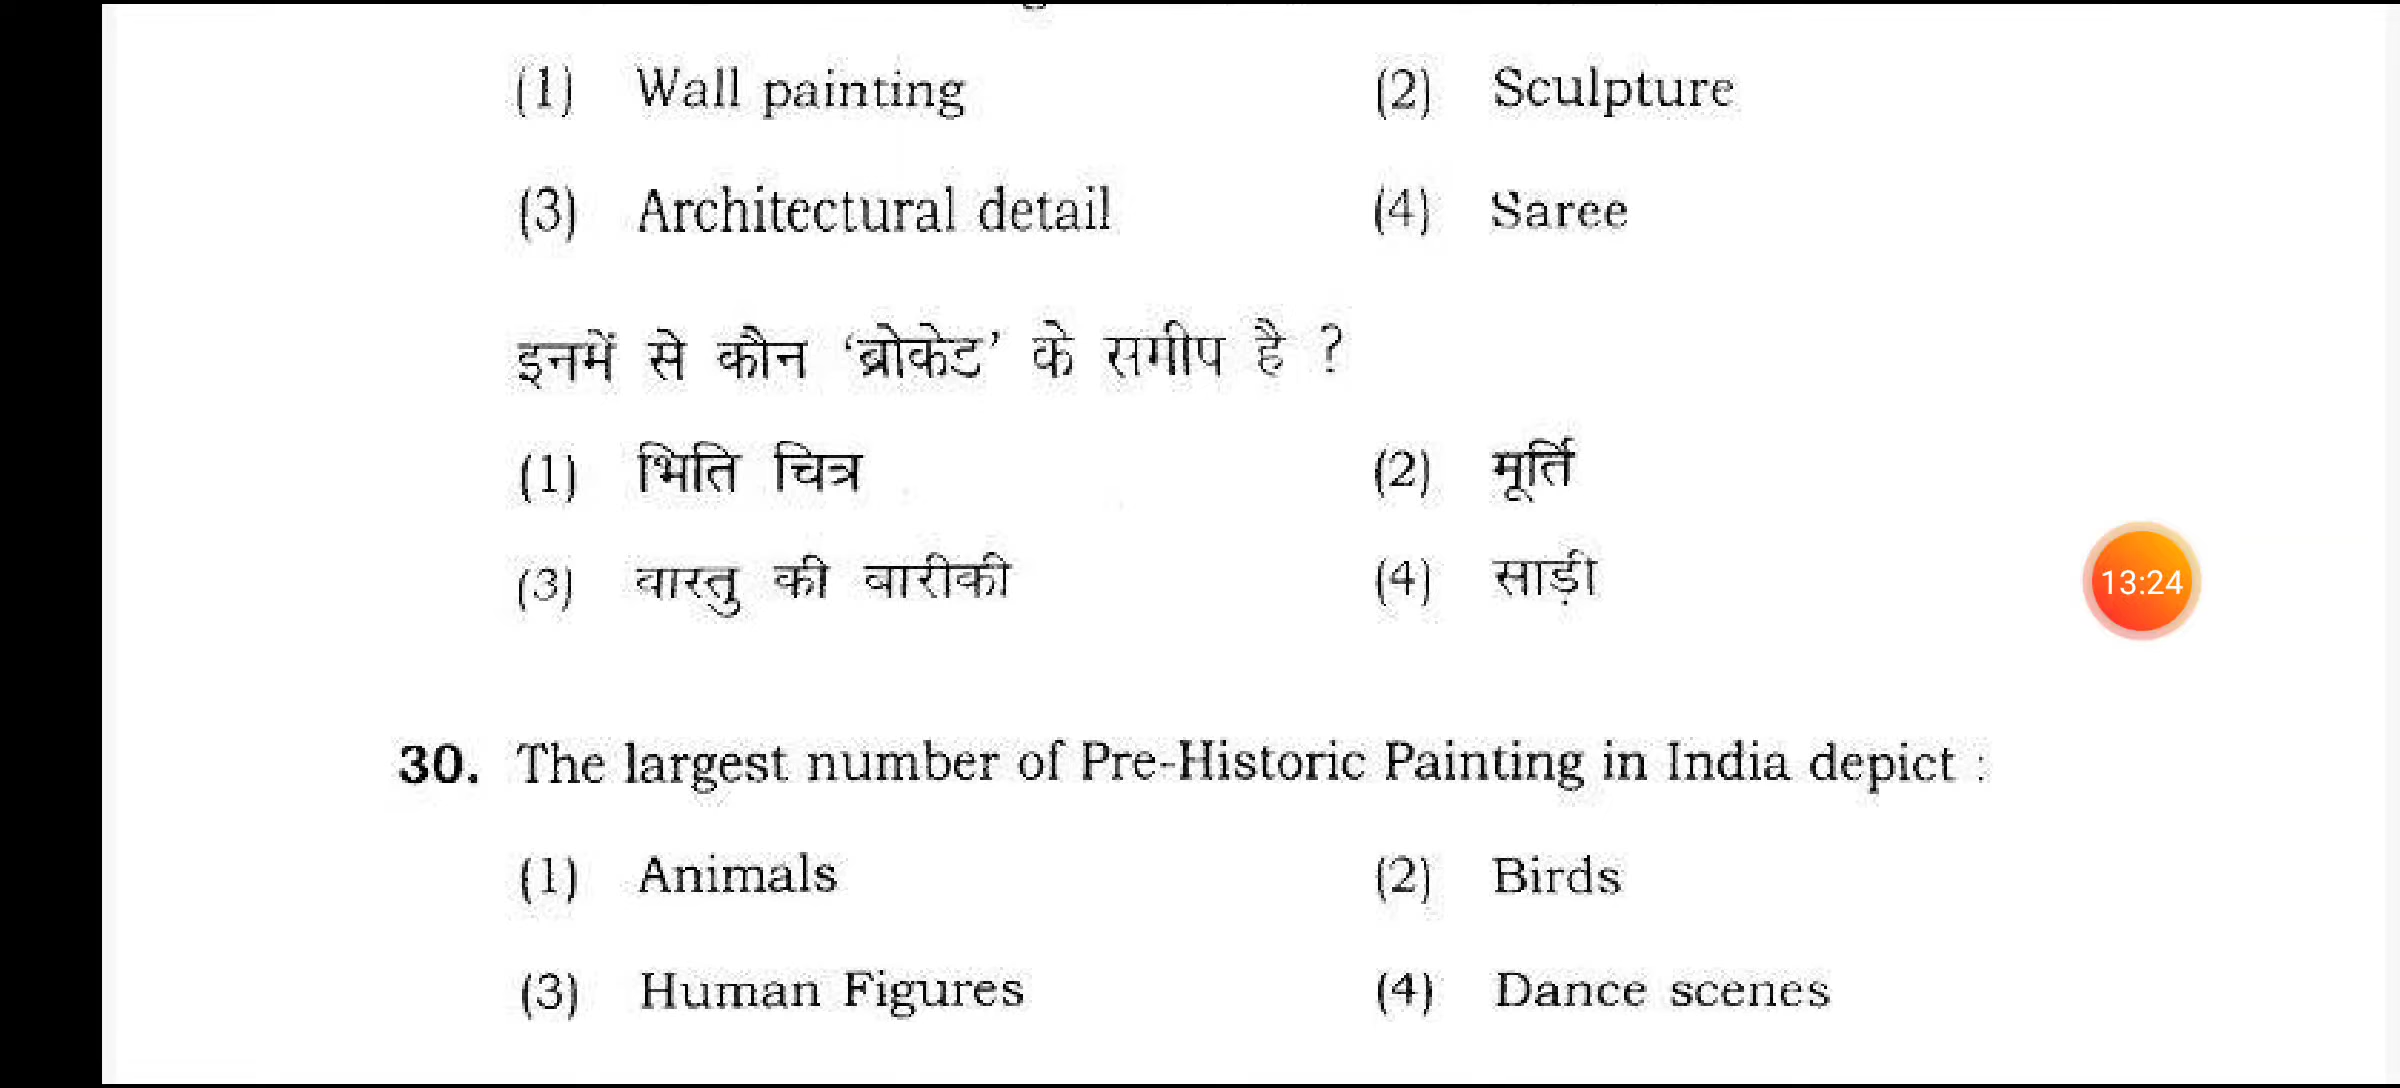 (1) Wall painting (2) Sculpture
(3) Architectural detail (4) Saree
इनमें से कौन ‘ब्रोकेट’ के समीप है ?
(1) भिति चित्र (2) मूर्ति
(3) वास्तु की वारीकी (4) साड़ी
13:24
30. The largest number of Pre-Historic Painting in India depict :
(1) Animals (2) Birds
(3) Human Figures (4) Dance scenes